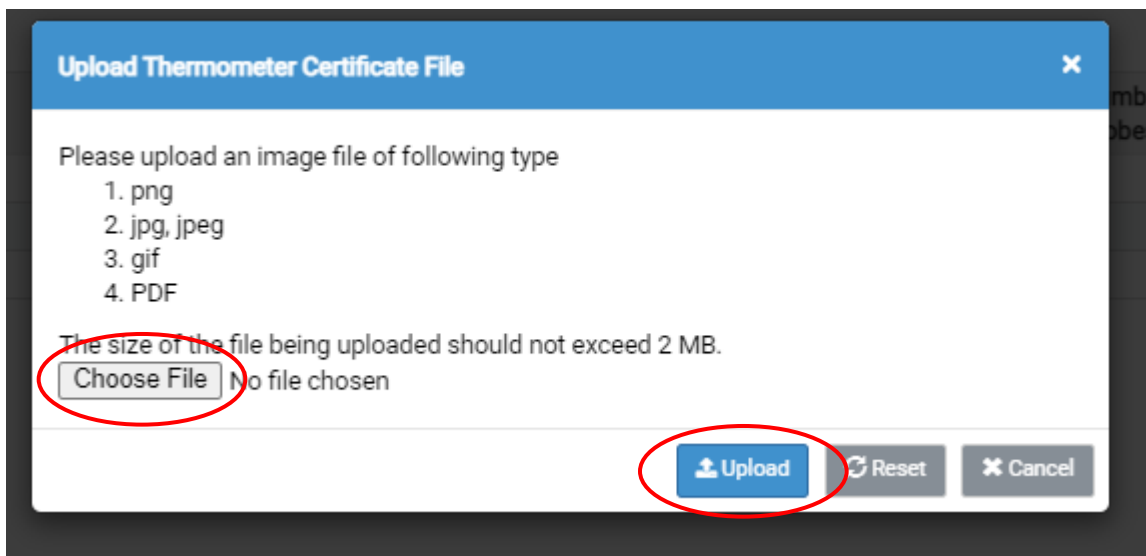 Upload Thermometer Certificate File
Please upload an image file of following type
1. png
2. jpg, jpeg
3. gif
4. PDF
The size of the file being uploaded should not exceed 2 MB.
Choose File No file chosen
Upload Reset Cancel